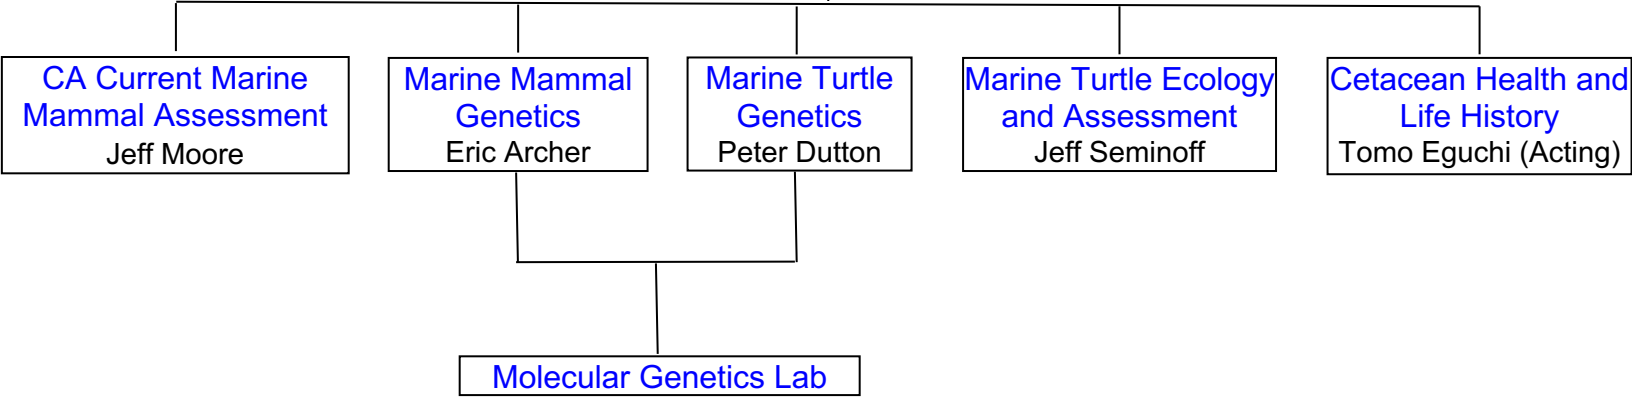 CA Current Marine
Mammal Assessment
Jeff Moore
Marine Mammal
Genetics
Eric Archer
Marine Turtle
Genetics
Peter Dutton
Marine Turtle Ecology
and Assessment
Jeff Seminoff
Cetacean Health and
Life History
Tomo Eguchi (Acting)
Molecular Genetics Lab